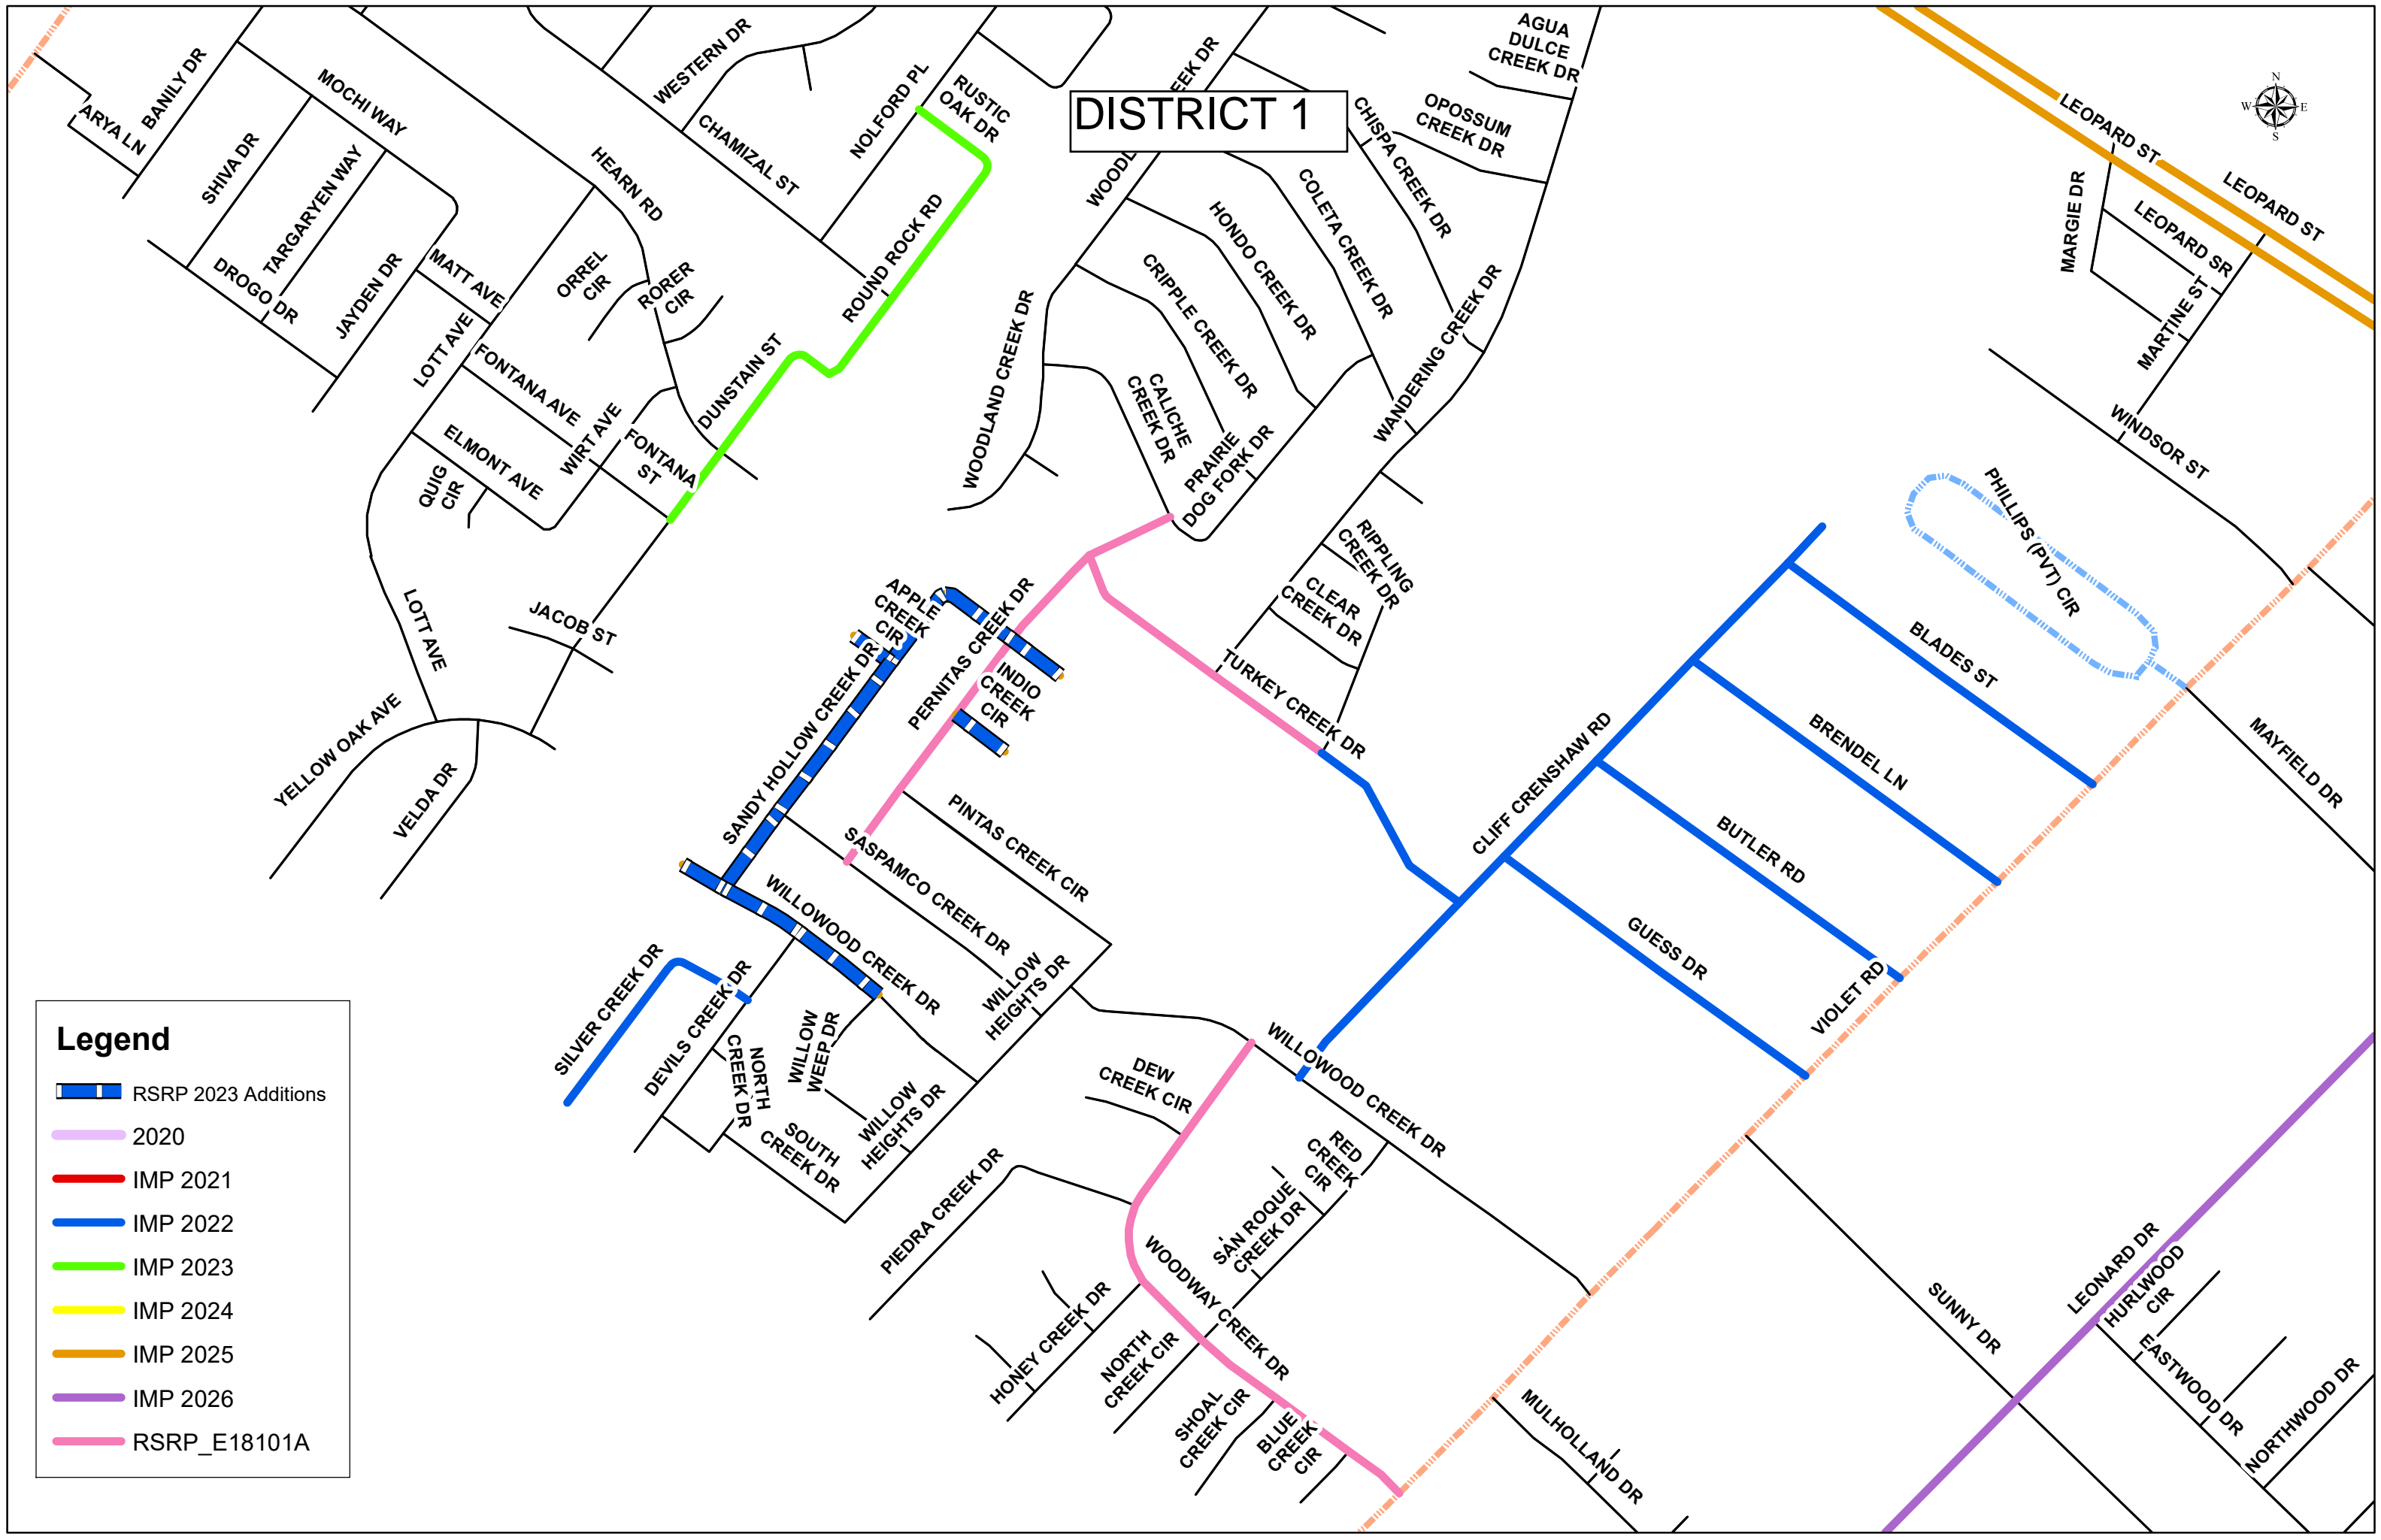 BANILY DR
ARYA LN
MOCHI WAY
SHIVA DR
TARGARYEN WAY
DROGO DR
JAYDEN DR
MATT AVE
LOTT AVE
HEARN RD
ORREL
CIR
RORER
CIR
WESTERN DR
CHAMIZAL ST
NOLFORD PL
RUSTIC
OAK DR
ROUND ROCK RD
DUNSTAIN ST
FONTANA AVE
WIRT AVE
FONTANA
ST
ELMONT AVE
QUIG
CIR
LOTT AVE
JACOB ST
YELLOW OAK AVE
VELDA DR
DISTRICT 1
WOODL
EEK DR
WOODLAND CREEK DR
AGUA
DULCE
CREEK DR
OPOSSUM
CREEK DR
CHISPA CREEK DR
COLETA CREEK DR
HONDO CREEK DR
CRIPPLE CREEK DR
CALICHE
CREEK DR
PRAIRIE
DOG FORK DR
WANDERING CREEK DR
RIPPLING
CREEK DR
CLEAR
CREEK DR
TURKEY CREEK DR
N
W
E
S
LEOPARD ST
LEOPARD ST
LEOPARD SR
MARGIE DR
MARTINE ST
WINDSOR ST
PHILLIPS (PVT) CIR
MAYFIELD DR
BLADES ST
BRENDEL LN
BUTLER RD
GUESS DR
CLIFF CRENSHAW RD
VIOLET RD
APPLE
CREEK
CIR
PERNITAS CREEK DR
INDIO
CREEK
CIR
SANDY HOLLOW CREEK DR
PINTAS CREEK CIR
SASPAMCO CREEK DR
WILLOWOOD CREEK DR
WILLOW
HEIGHTS DR
SILVER CREEK DR
DEVILS CREEK DR
NORTH
CREEK DR
WILLOW
WEEP DR
SOUTH
CREEK DR
WILLOW
HEIGHTS DR
DEW
CREEK CIR
WILLOWOOD CREEK DR
RED
CREEK
CIR
SAN ROQUE
CREEK DR
PIEDRA CREEK DR
WOODWAY CREEK DR
HONEY CREEK DR
NORTH
CREEK CIR
SHOAL
CREEK CIR
BLUE
CREEK
CIR
MULHOLLAND DR
SUNNY DR
LEONARD DR
HURLWOOD
CIR
EASTWOOD DR
NORTHWOOD DR
Legend
RSRP 2023 Additions
2020
IMP 2021
IMP 2022
IMP 2023
IMP 2024
IMP 2025
IMP 2026
RSRP_E18101A